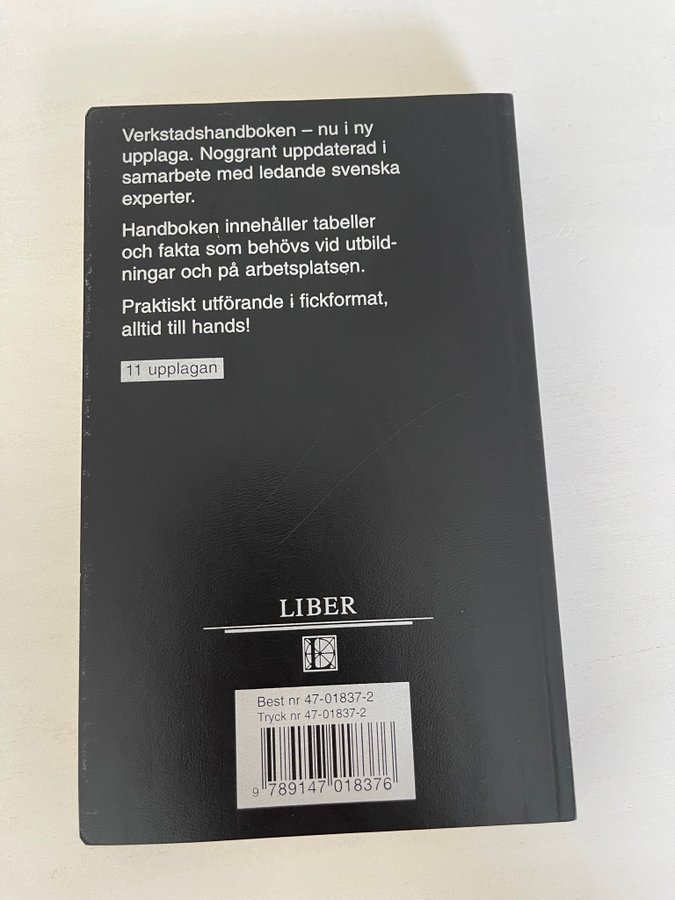 Verkstadshandboken – nu i ny
upplaga. Noggrant uppdaterad i
samarbete med ledande svenska
experter.
Handboken innehåller tabeller
och fakta som behövs vid utbild-
ningar och på arbetsplatsen.
Praktiskt utförande i fickformat,
alltid till hands!
11 upplagan
LIBER
L
Best nr 47-01837-2
Tryck nr 47-01837-2
9 789147 018376